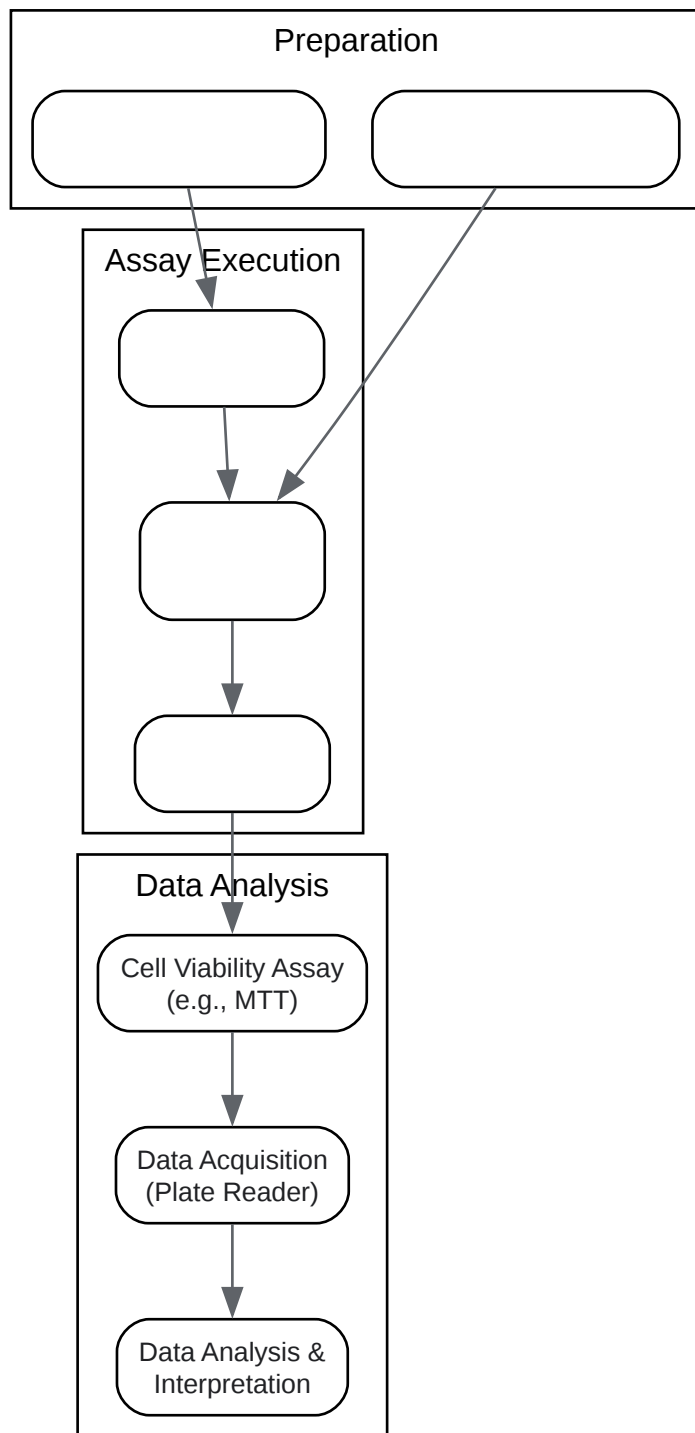 Preparation
Assay Execution
Data Analysis
Cell Viability Assay
(e.g., MTT)
Data Acquisition
(Plate Reader)
Data Analysis &
Interpretation